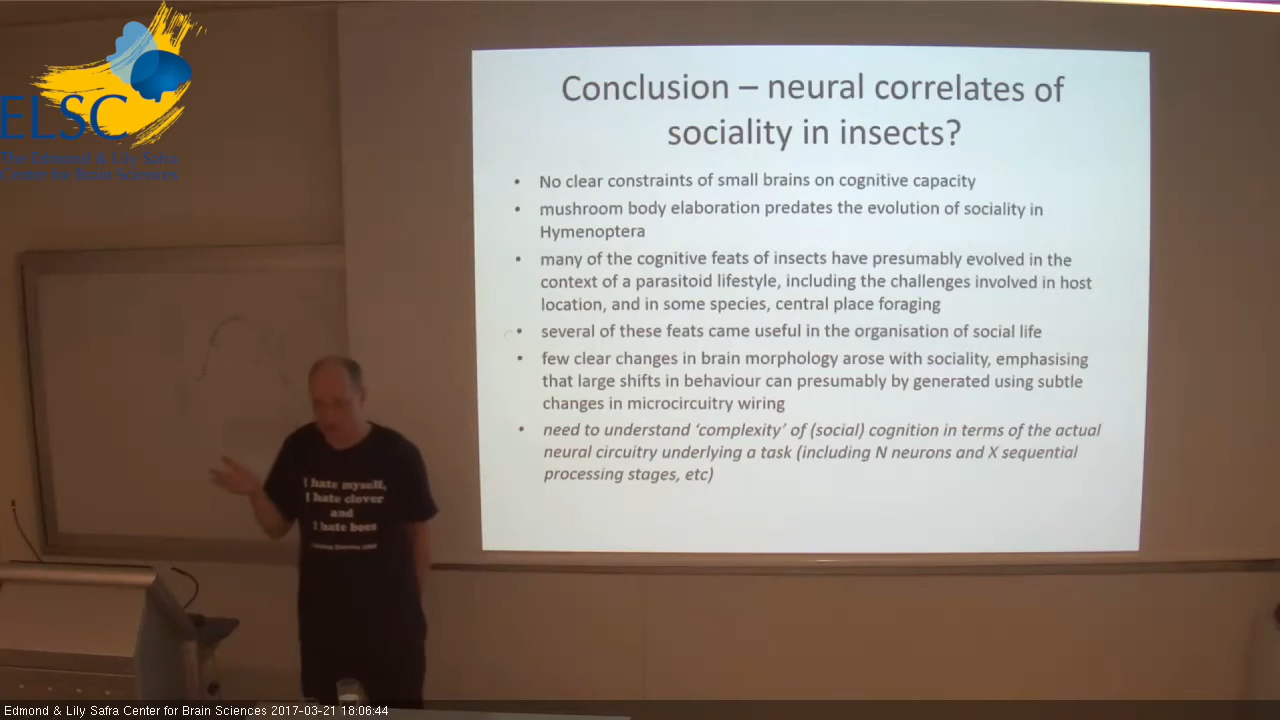 ELSC
The Edmond & Lily Safra
Center for Brain Sciences
Conclusion – neural correlates of
sociality in insects?
• No clear constraints of small brains on cognitive capacity
• mushroom body elaboration predates the evolution of sociality in
Hymenoptera
• many of the cognitive feats of insects have presumably evolved in the
context of a parasitoid lifestyle, including the challenges involved in host
location, and in some species, central place foraging
• several of these feats came useful in the organisation of social life
• few clear changes in brain morphology arose with sociality, emphasising
that large shifts in behaviour can presumably by generated using subtle
changes in microcircuitry wiring
• need to understand ‘complexity’ of (social) cognition in terms of the actual
neural circuitry underlying a task (including N neurons and X sequential
processing stages, etc)
I hate myself,
I hate clover
and
I hate bees
Edmond & Lily Safra Center for Brain Sciences 2017-03-21 18:06:44